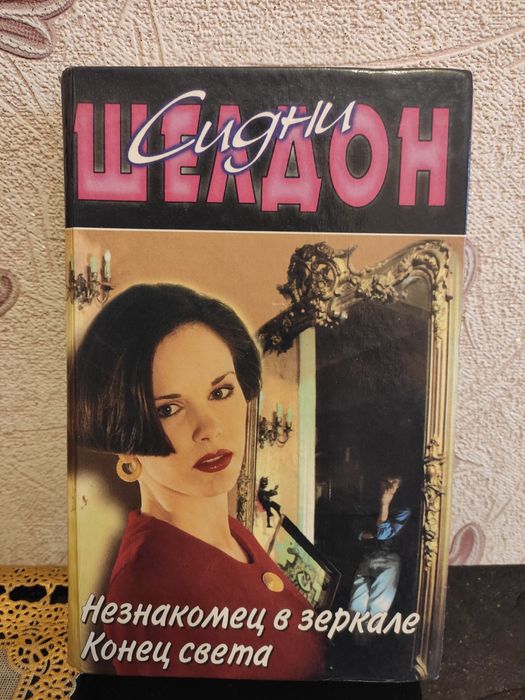 Сидни
ШЕЛДОН
Незнакомец в зеркале
Конец света